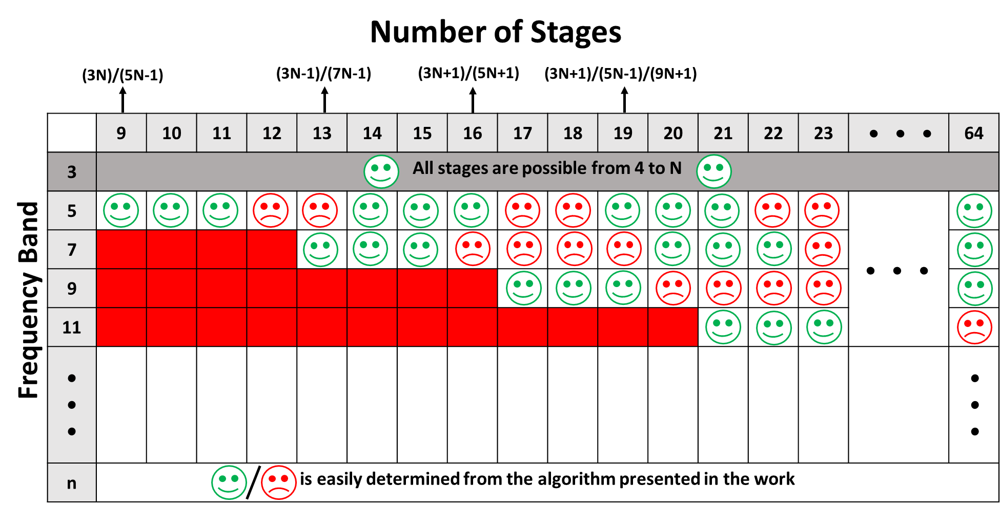 Number of Stages
(3N)/(5N-1) (3N-1)/(7N-1) (3N+1)/(5N+1) (3N+1)/(5N-1)/(9N+1)
9 10 11 12 13 14 15 16 17 18 19 20 21 22 23 • • • 64
Frequency Band
3 All stages are possible from 4 to N
5
7
9
11
n / is easily determined from the algorithm presented in the work